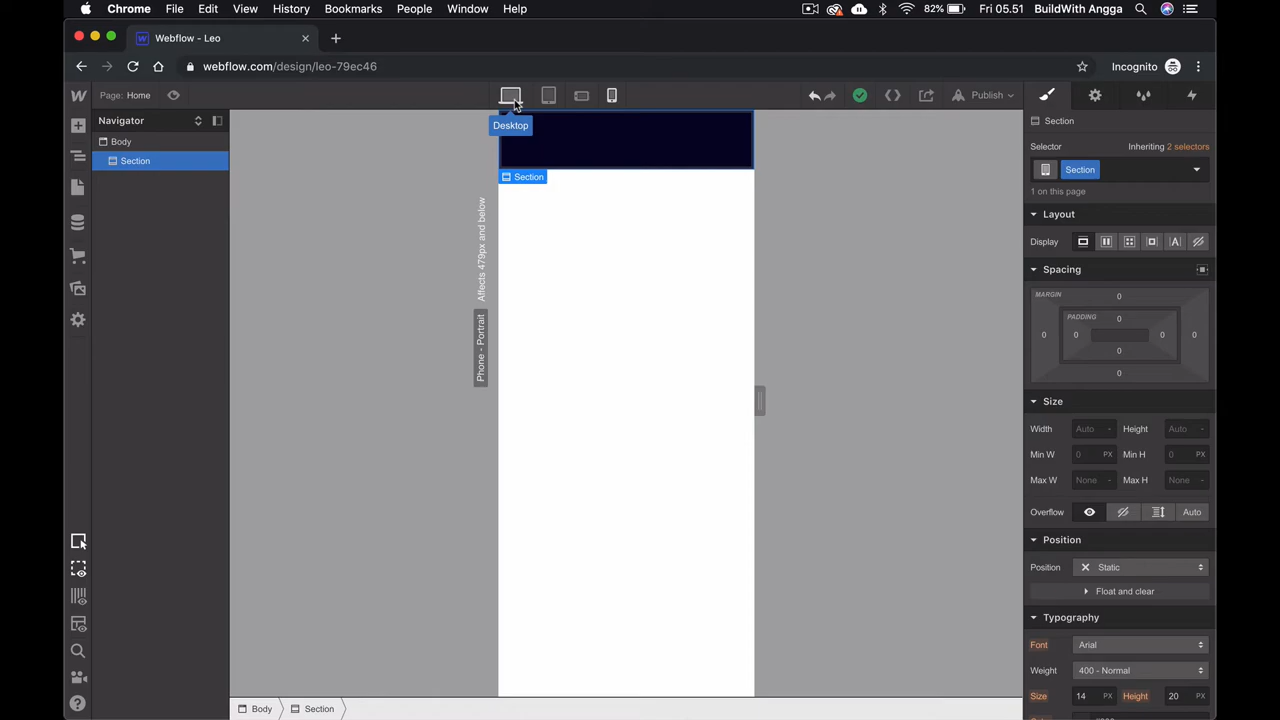 Chrome File Edit View History Bookmarks People Window Help 82% Fri 05.51 BuildWith Angga
Webflow - Leo
webflow.com/design/leo-79ec46 Incognito
Page: Home Publish
Desktop
Navigator
Body
Section
Section
Affects 479px and below
Phone - Portrait
Section
Selector Inheriting 2 selectors
Section
1 on this page
Layout
Display
Spacing
MARGIN 0
PADDING 0
0 0 0 0
0
0
Size
Width Auto - Height Auto -
Min W 0 PX Min H 0 PX
Max W None - Max H None -
Overflow Auto
Position
Position Static
Float and clear
Typography
Font Arial
Weight 400 - Normal
Size 14 PX Height 20 PX
Body Section